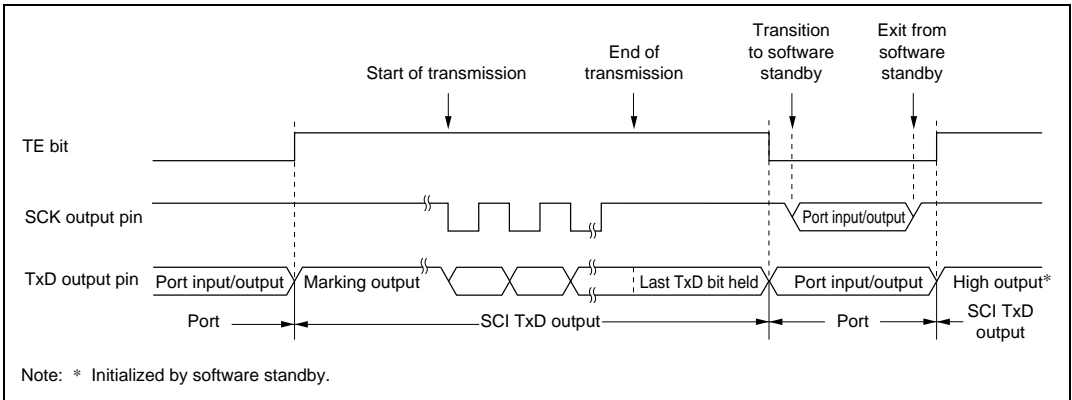 Transition
to software
standby
Exit from
software
standby
End of
transmission
Start of transmission
TE bit
SCK output pin
Port input/output
TxD output pin
Port input/output
Marking output
Last TxD bit held
Port input/output
High output*
Port
SCI TxD output
Port
SCI TxD
output
Note: * Initialized by software standby.